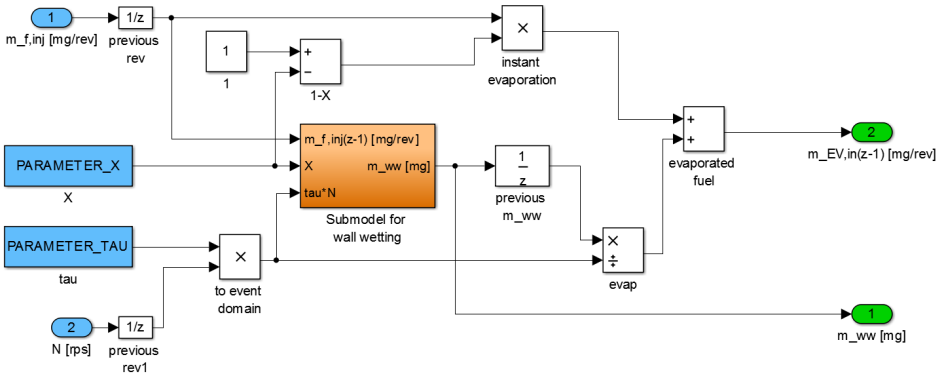 1
m_f,inj [mg/rev]
1/z
previous
rev
1
1
+
−
1-X
×
instant
evaporation
PARAMETER_X
X
m_f,inj(z-1) [mg/rev]
X
tau*N
m_ww [mg]
Submodel for
wall wetting
1
z
previous
m_ww
+
+
evaporated
fuel
2
m_EV,in(z-1) [mg/rev]
PARAMETER_TAU
tau
×
to event
domain
×
÷
evap
2
N [rps]
1/z
previous
rev1
1
m_ww [mg]